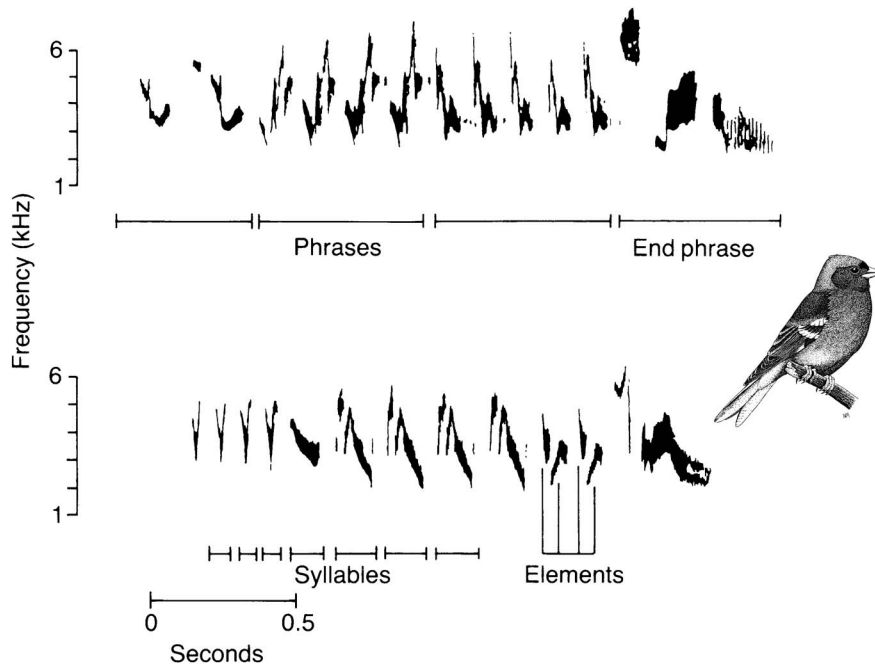 6
1
Phrases
End phrase
Frequency (kHz)
6
1
Syllables
Elements
0
0.5
Seconds